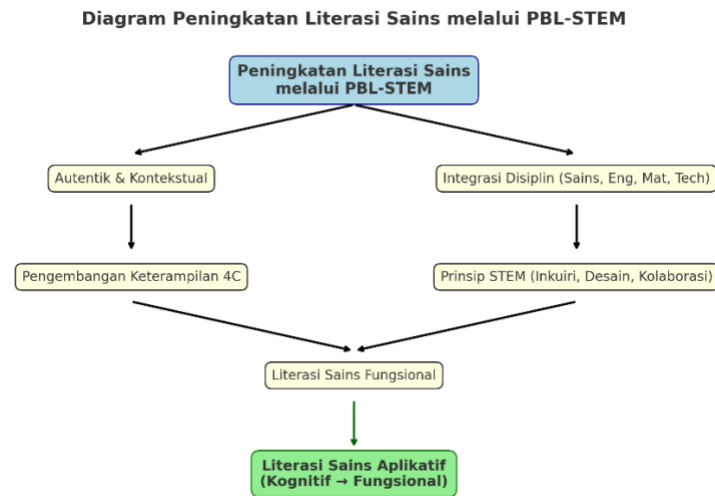 Diagram Peningkatan Literasi Sains melalui PBL-STEM
Peningkatan Literasi Sains
melalui PBL-STEM
Autentik & Kontekstual
Integrasi Disiplin (Sains, Eng, Mat, Tech)
Pengembangan Keterampilan 4C
Prinsip STEM (Inkuiri, Desain, Kolaborasi)
Literasi Sains Fungsional
Literasi Sains Aplikatif
(Kognitif → Fungsional)